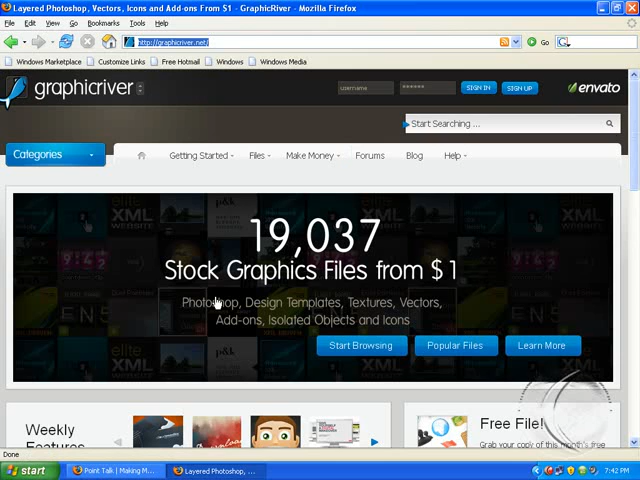 Layered Photoshop, Vectors, Icons and Add-ons From $1 - GraphicRiver - Mozilla Firefox
File Edit View Go Bookmarks Tools Help
http://graphicriver.net/
Go
Windows Marketplace Customize Links Free Hotmail Windows Windows Media
graphicriver
username ****** SIGN IN SIGN UP envato
Start Searching ...
Categories Getting Started Files Make Money Forums Blog Help
19,037
Stock Graphics Files from $1
Photoshop, Design Templates, Textures, Vectors,
Add-ons, Isolated Objects and Icons
Start Browsing Popular Files Learn More
Weekly
Features
Free File!
Grab your copy of this month's free
Done
start Point Talk | Making M... Layered Photoshop, ... 7:42 PM